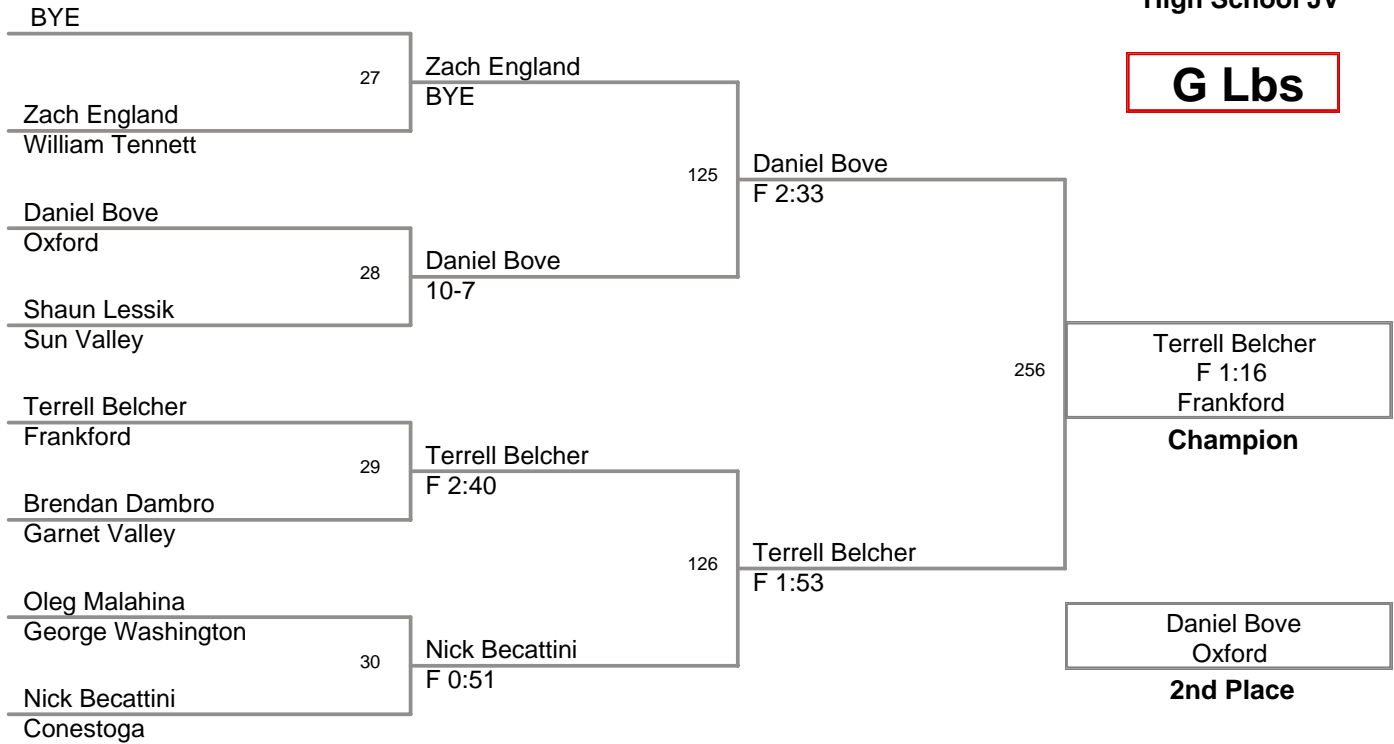 High School JV
G Lbs
BYE
27
Zach England
William Tennett
Zach England
BYE
125
Daniel Bove
Oxford
28
Shaun Lessik
Sun Valley
Daniel Bove
10-7
Daniel Bove
F 2:33
256
Terrell Belcher
Frankford
29
Brendan Dambro
Garnet Valley
Terrell Belcher
F 2:40
126
Oleg Malahina
George Washington
30
Nick Becattini
Conestoga
Nick Becattini
F 0:51
Terrell Belcher
F 1:53
Terrell Belcher
F 1:16
Frankford
Champion
Daniel Bove
Oxford
2nd Place